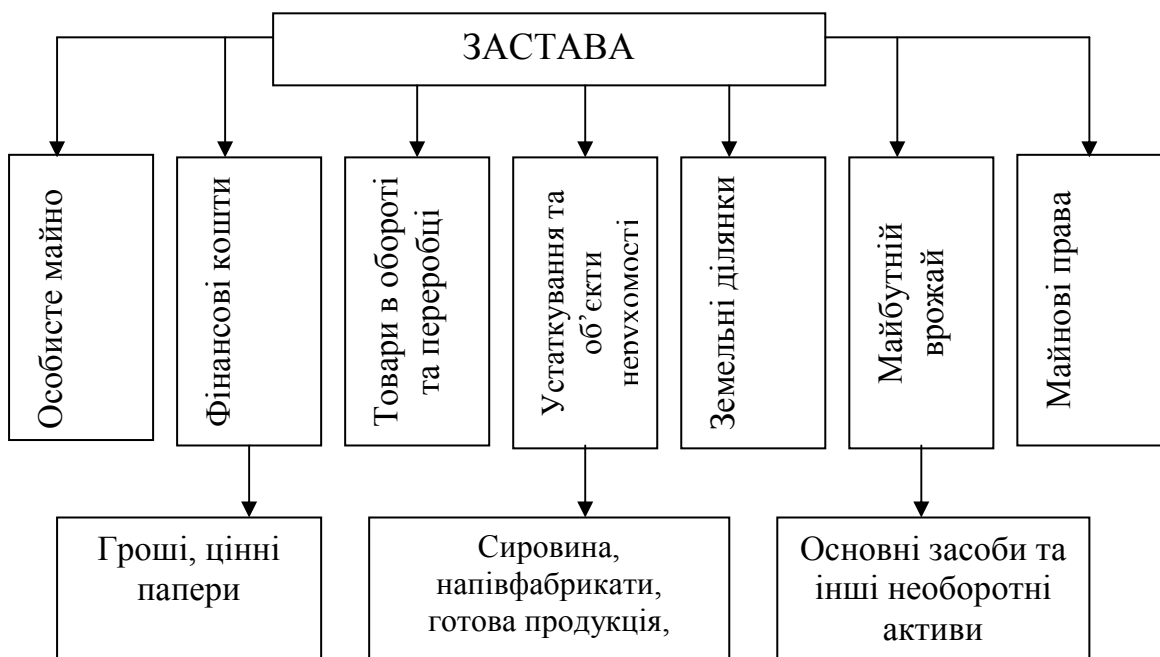 ЗАСТАВА
Особисте майно
Фінансові кошти
Товари в обороті
та переробці
Устаткування та
об’єкти
нерухомості
Земельні ділянки
Майбутній
врожай
Майнові права
Гроші, цінні
папери
Сировина,
напівфабрикати,
готова продукція,
Основні засоби та
інші необоротні
активи